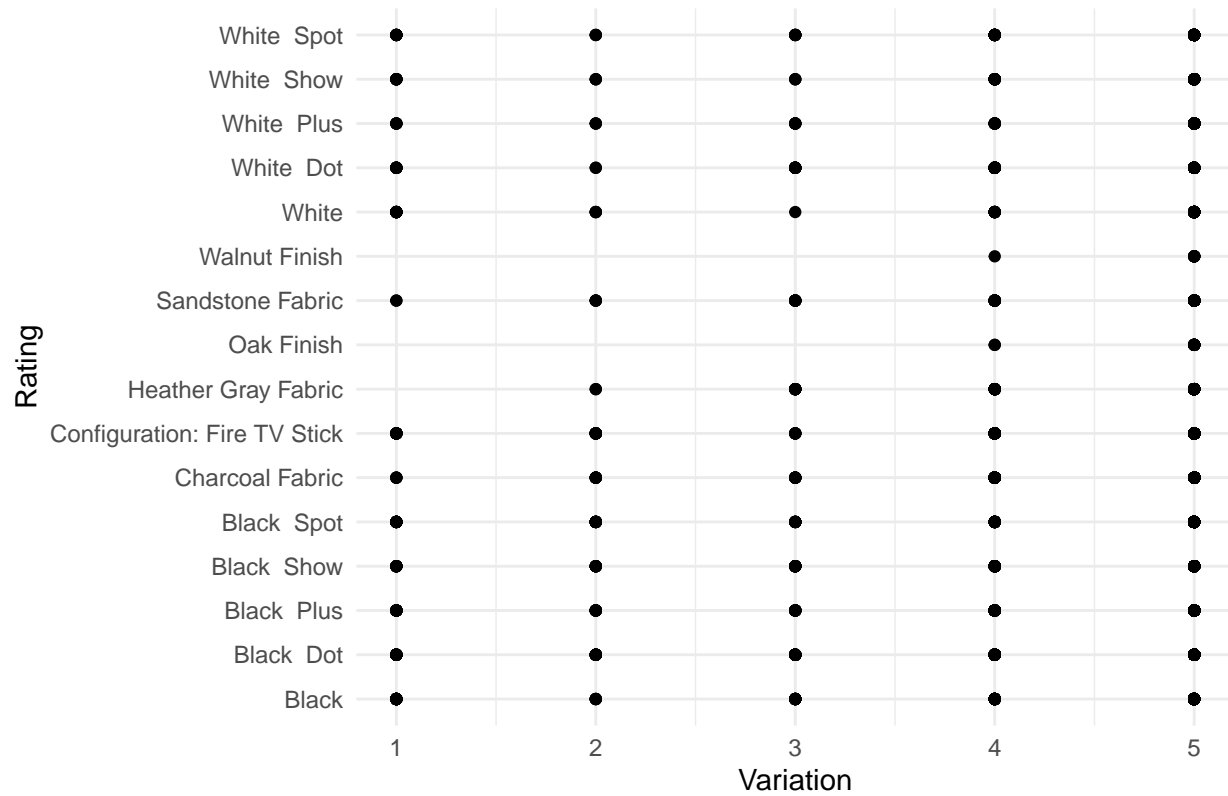 White  Spot
White  Show
White  Plus
White  Dot
White
Walnut Finish
Sandstone Fabric
Oak Finish
Heather Gray Fabric
Configuration: Fire TV Stick
Charcoal Fabric
Black  Spot
Black  Show
Black  Plus
Black  Dot
Black
Rating
1 2 3 4 5
Variation